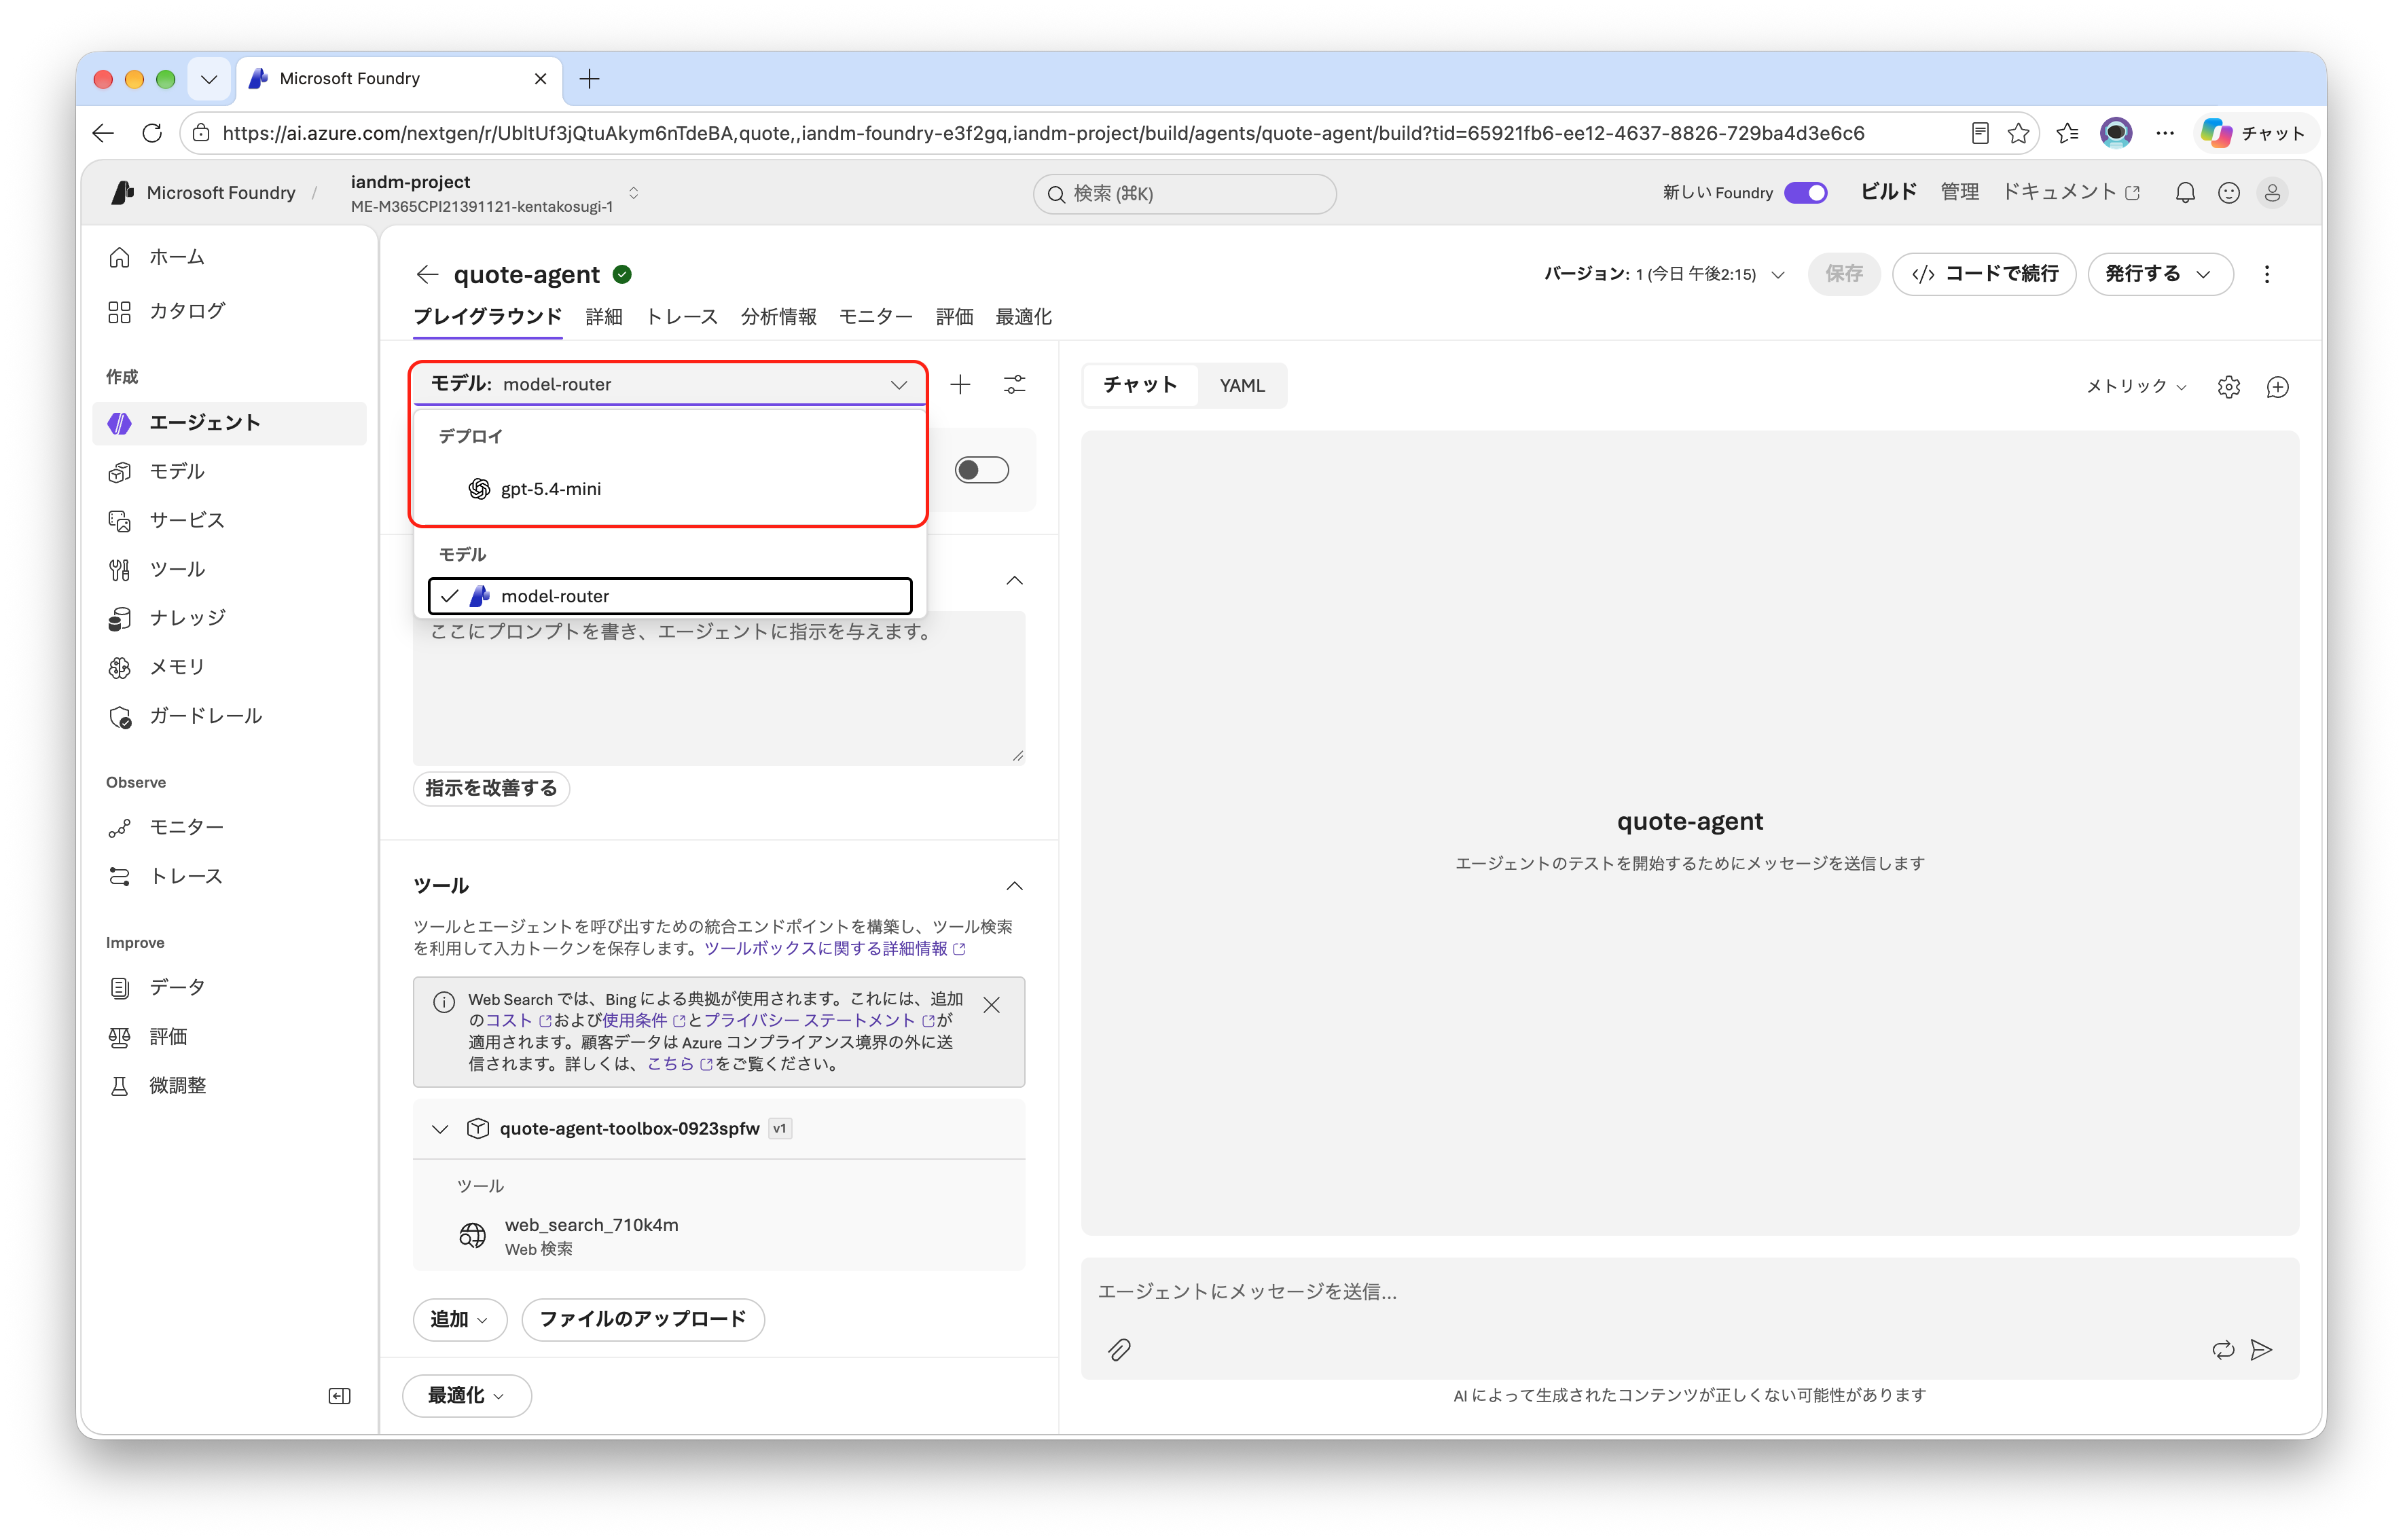 Microsoft Foundry
https://ai.azure.com/nextgen/r/UbltUf3jQtuAkym6nTdeBA,quote,,iandm-foundry-e3f2gq,iandm-project/build/agents/quote-agent/build?tid=65921fb6-ee12-4637-8826-729ba4d3e6c6
チャット
Microsoft Foundry / iandm-project
ME-M365CPI21391121-kentakosugi-1
検索 (⌘K)
新しい Foundry
ビルド
管理
ドキュメント
ホーム
カタログ
作成
エージェント
モデル
サービス
ツール
ナレッジ
メモリ
ガードレール
Observe
モニター
トレース
Improve
データ
評価
微調整
quote-agent
バージョン: 1 (今日 午後2:15)
保存
コードで続行
発行する
プレイグラウンド 詳細 トレース 分析情報 モニター 評価 最適化
モデル: model-router
デプロイ
gpt-5.4-mini
モデル
model-router
ここにプロンプトを書き、エージェントに指示を与えます。
指示を改善する
ツール
ツールとエージェントを呼び出すための統合エンドポイントを構築し、ツール検索
を利用して入力トークンを保存します。ツールボックスに関する詳細情報
Web Search では、Bing による典拠が使用されます。これには、追加
のコスト および使用条件 とプライバシー ステートメント が
適用されます。顧客データは Azure コンプライアンス境界の外に送
信されます。詳しくは、こちら をご覧ください。
quote-agent-toolbox-0923spfw v1
ツール
web_search_710k4m
Web 検索
追加
ファイルのアップロード
最適化
チャット
YAML
メトリック
quote-agent
エージェントのテストを開始するためにメッセージを送信します
エージェントにメッセージを送信...
AI によって生成されたコンテンツが正しくない可能性があります